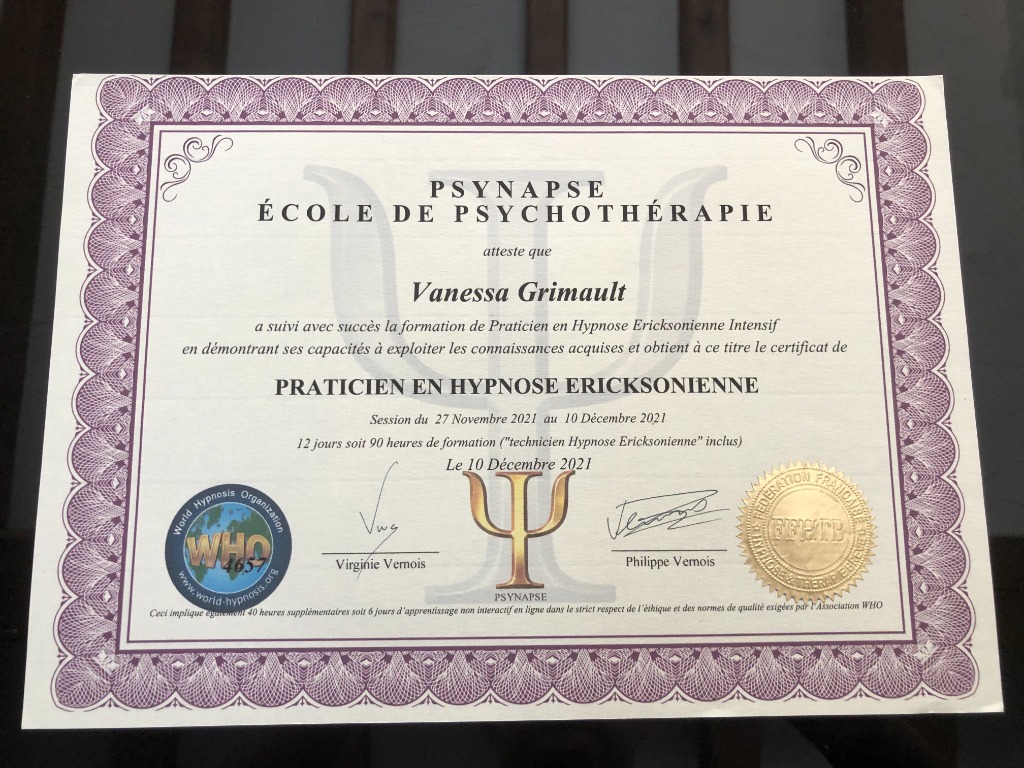 PSYNAPSE
ÉCOLE DE PSYCHOTHÉRAPIE
atteste que
Vanessa Grimault
a suivi avec succès la formation de Praticien en Hypnose Ericksonienne Intensif
en démontrant ses capacités à exploiter les connaissances acquises et obtient à ce titre le certificat de
PRATICIEN EN HYPNOSE ERICKSONIENNE
Session du 27 Novembre 2021 au 10 Décembre 2021
12 jours soit 90 heures de formation ("technicien Hypnose Ericksonienne" inclus)
Le 10 Décembre 2021
World Hypnosis Organization
WHO
4657
www.world-hypnosis.org
Virginie Vernois
PSYNAPSE
Philippe Vernois
FFHTB
Ceci implique également 40 heures supplémentaires soit 6 jours d'apprentissage non interactif en ligne dans le strict respect de l'éthique et des normes de qualité exigées par l'Association WHO